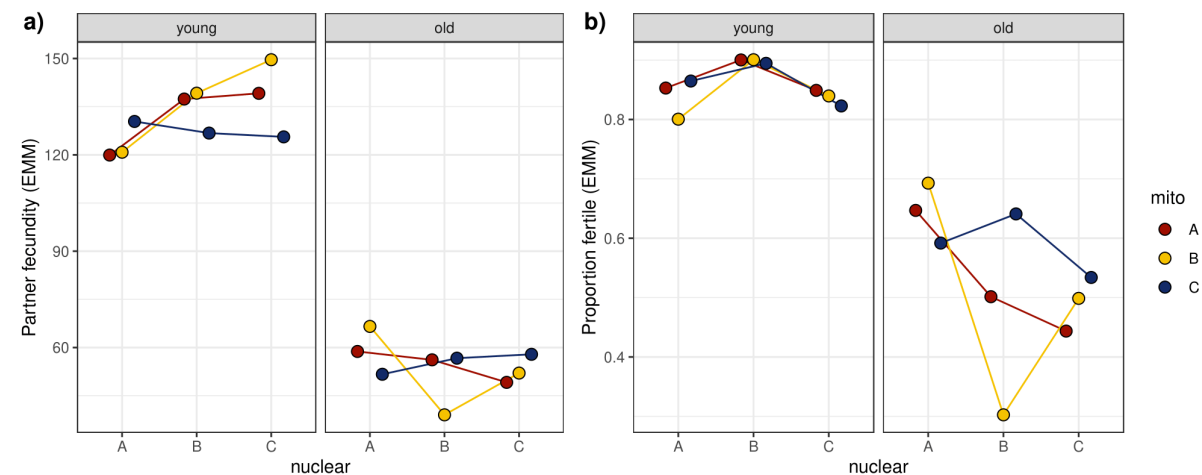 a)
young
old
Partner fecundity (EMM)
150
120
90
60
A B C
A B C
nuclear
b)
young
old
Proportion fertile (EMM)
0.8
0.6
0.4
A B C
A B C
nuclear
mito
A
B
C